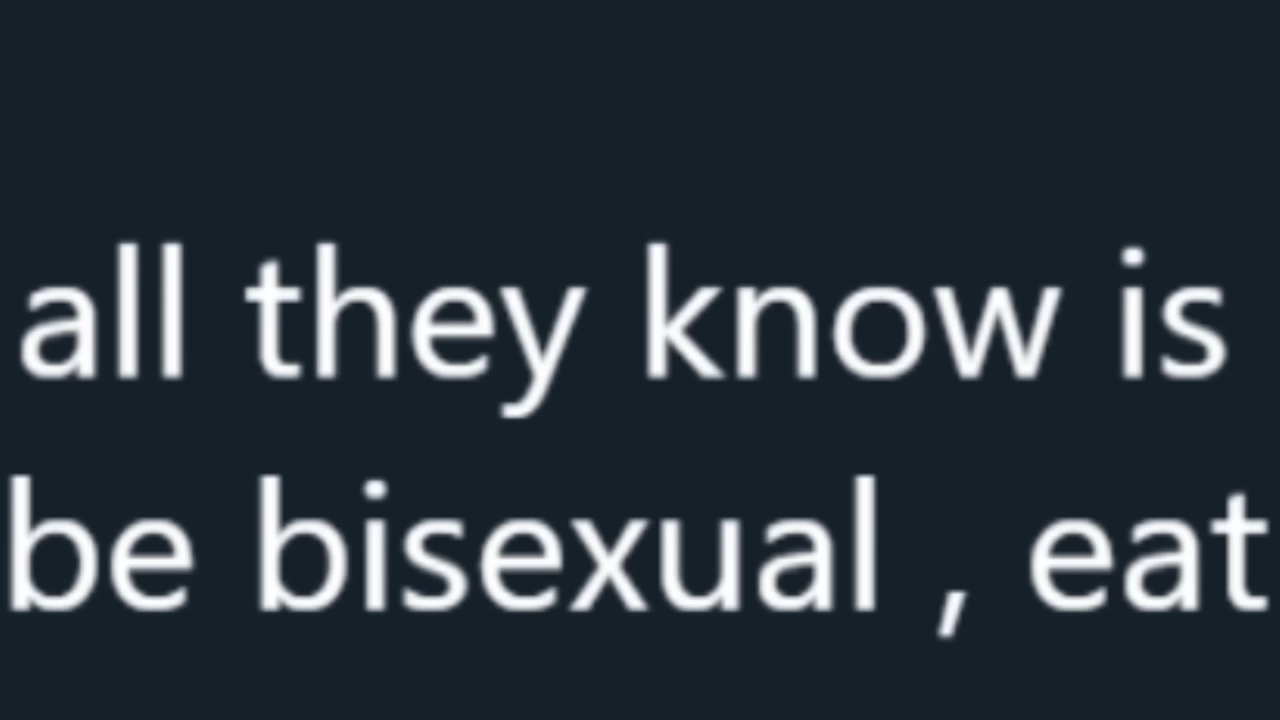 all they know is
be bisexual , eat